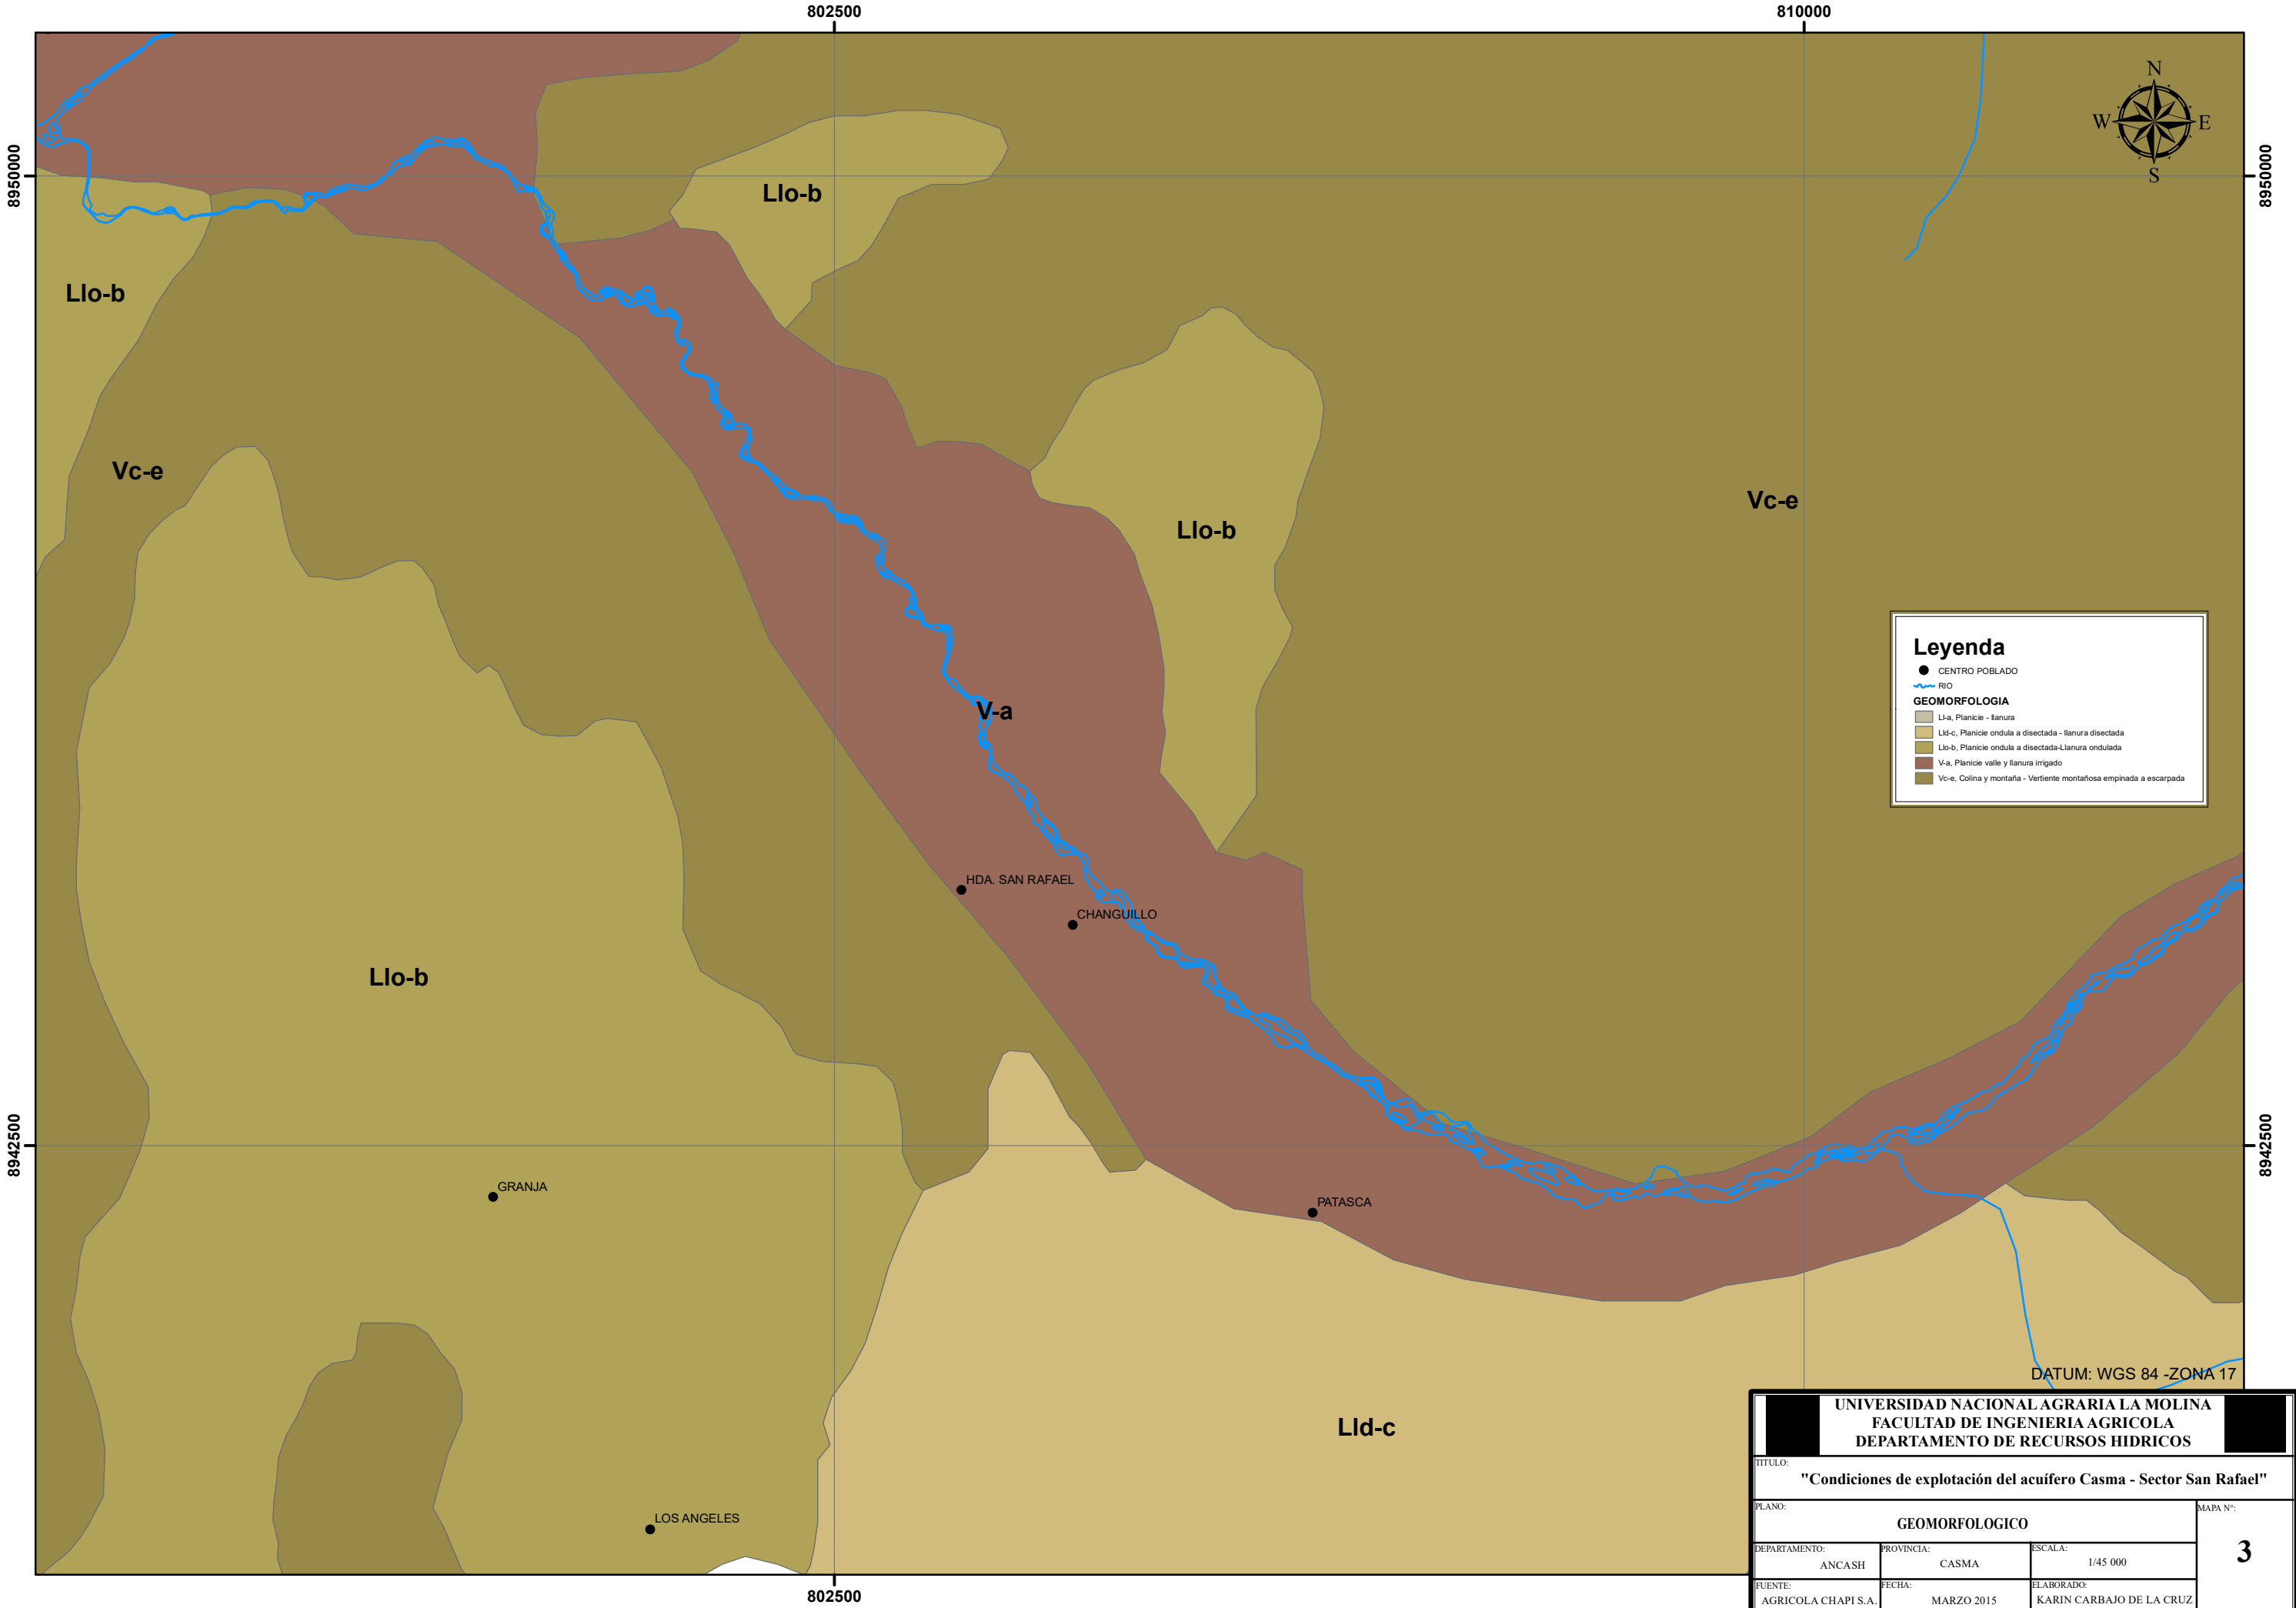 802500
810000
8950000
8950000
N
W
E
S
Llo-b
Llo-b
Vc-e
Vc-e
Llo-b
V-a
Leyenda
CENTRO POBLADO
RIO
GEOMORFOLOGIA
Ll-a, Planicie - llanura
Lld-c, Planicie ondula a disectada - llanura disectada
Llo-b, Planicie ondula a disectada-Llanura ondulada
V-a, Planicie valle y llanura irrigado
Vc-e, Colina y montaña - Vertiente montañosa empinada a escarpada
HDA. SAN RAFAEL
CHANGUILLO
Llo-b
8942500
8942500
GRANJA
PATASCA
Lld-c
LOS ANGELES
802500
DATUM: WGS 84 -ZONA 17
UNIVERSIDAD NACIONAL AGRARIA LA MOLINA
FACULTAD DE INGENIERIA AGRICOLA
DEPARTAMENTO DE RECURSOS HIDRICOS
TITULO:
"Condiciones de explotación del acuífero Casma - Sector San Rafael"
PLANO:
GEOMORFOLOGICO
MAPA N°:
3
DEPARTAMENTO:
ANCASH
PROVINCIA:
CASMA
ESCALA:
1/45 000
FUENTE:
AGRICOLA CHAPI S.A.
FECHA:
MARZO 2015
ELABORADO:
KARIN CARBAJO DE LA CRUZ